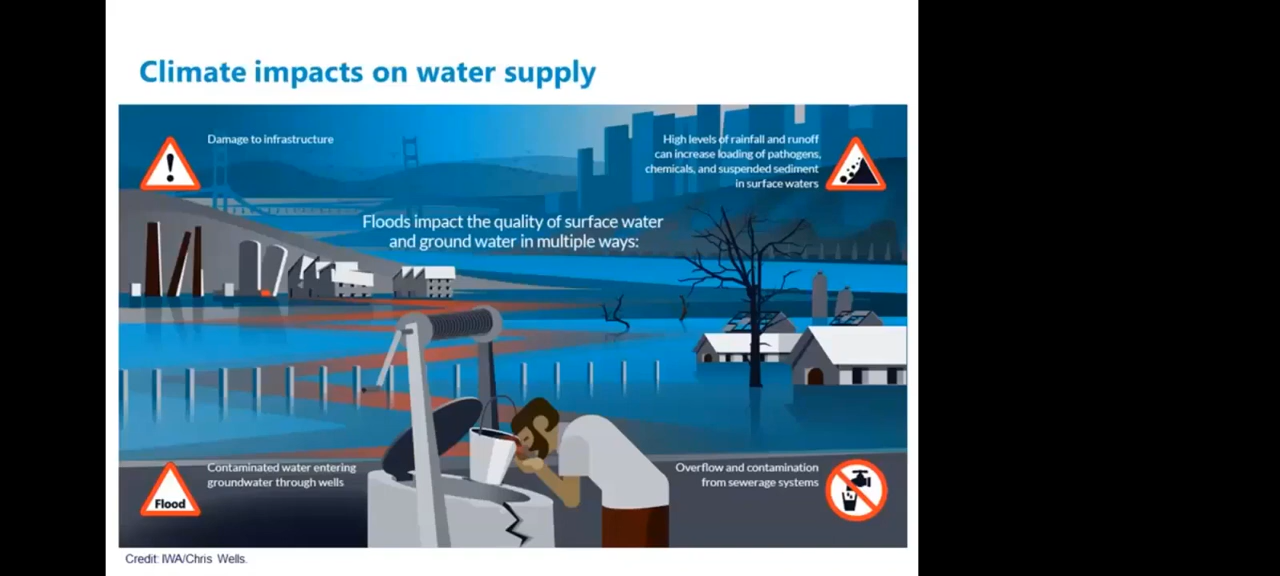 Climate impacts on water supply
Damage to infrastructure
High levels of rainfall and runoff
can increase loading of pathogens,
chemicals, and suspended sediment
in surface waters
Floods impact the quality of surface water
and ground water in multiple ways:
Contaminated water entering
groundwater through wells
Flood
Overflow and contamination
from sewerage systems
Credit: IWA/Chris Wells.